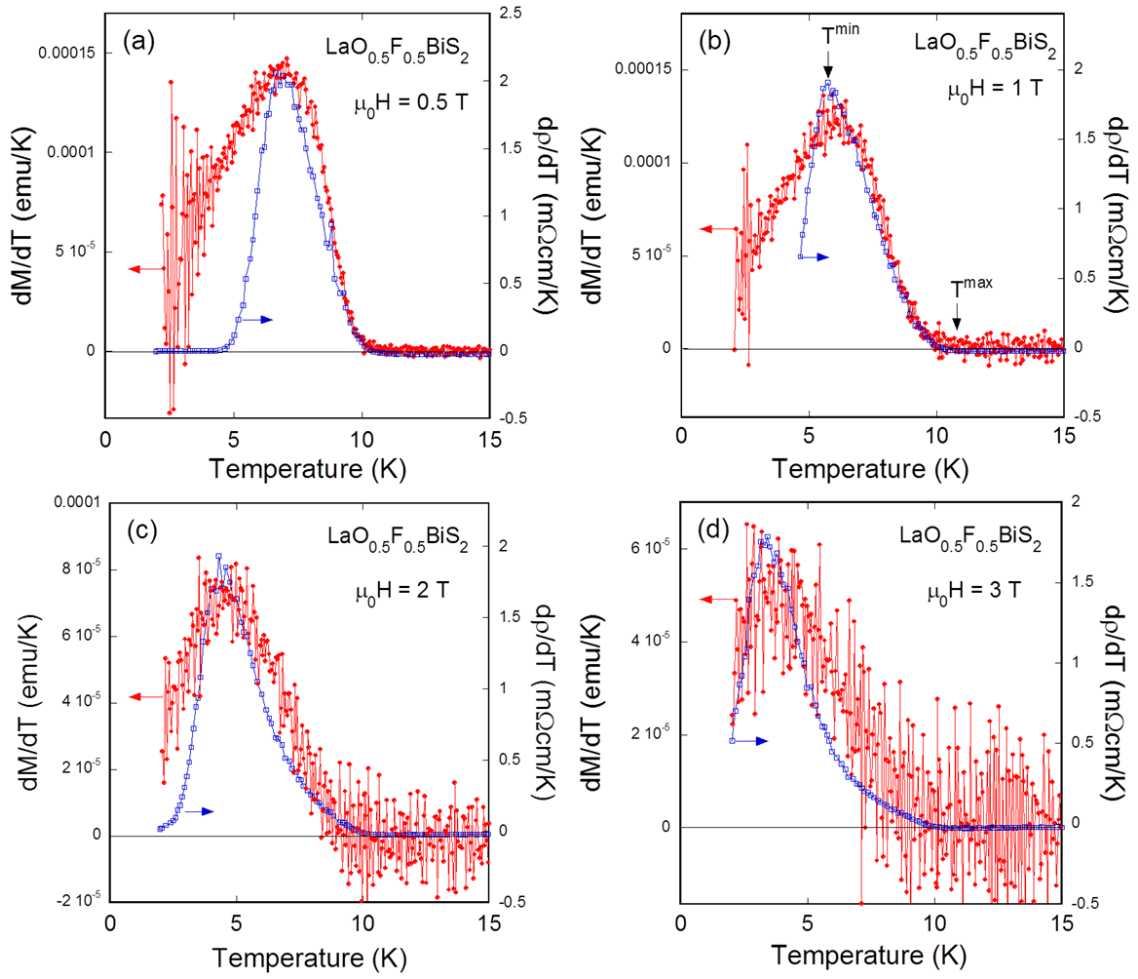 (a)
LaO0.5F0.5BiS2
μ0H = 0.5 T
dM/dT (emu/K)
0.00015
0.0001
5 10-5
0
dρ/dT (mΩcm/K)
2.5
2
1.5
1
0.5
0
-0.5
0 5 10 15
Temperature (K)
(b)
Tmin
LaO0.5F0.5BiS2
μ0H = 1 T
Tmax
dM/dT (emu/K)
0.00015
0.0001
5 10-5
0
dρ/dT (mΩcm/K)
2
1.5
1
0.5
0
-0.5
0 5 10 15
Temperature (K)
(c)
LaO0.5F0.5BiS2
μ0H = 2 T
dM/dT (emu/K)
0.0001
8 10-5
6 10-5
4 10-5
2 10-5
0
-2 10-5
dρ/dT (mΩcm/K)
2
1.5
1
0.5
0
-0.5
0 5 10 15
Temperature (K)
(d)
LaO0.5F0.5BiS2
μ0H = 3 T
dM/dT (emu/K)
6 10-5
4 10-5
2 10-5
0
dρ/dT (mΩcm/K)
2
1.5
1
0.5
0
-0.5
0 5 10 15
Temperature (K)